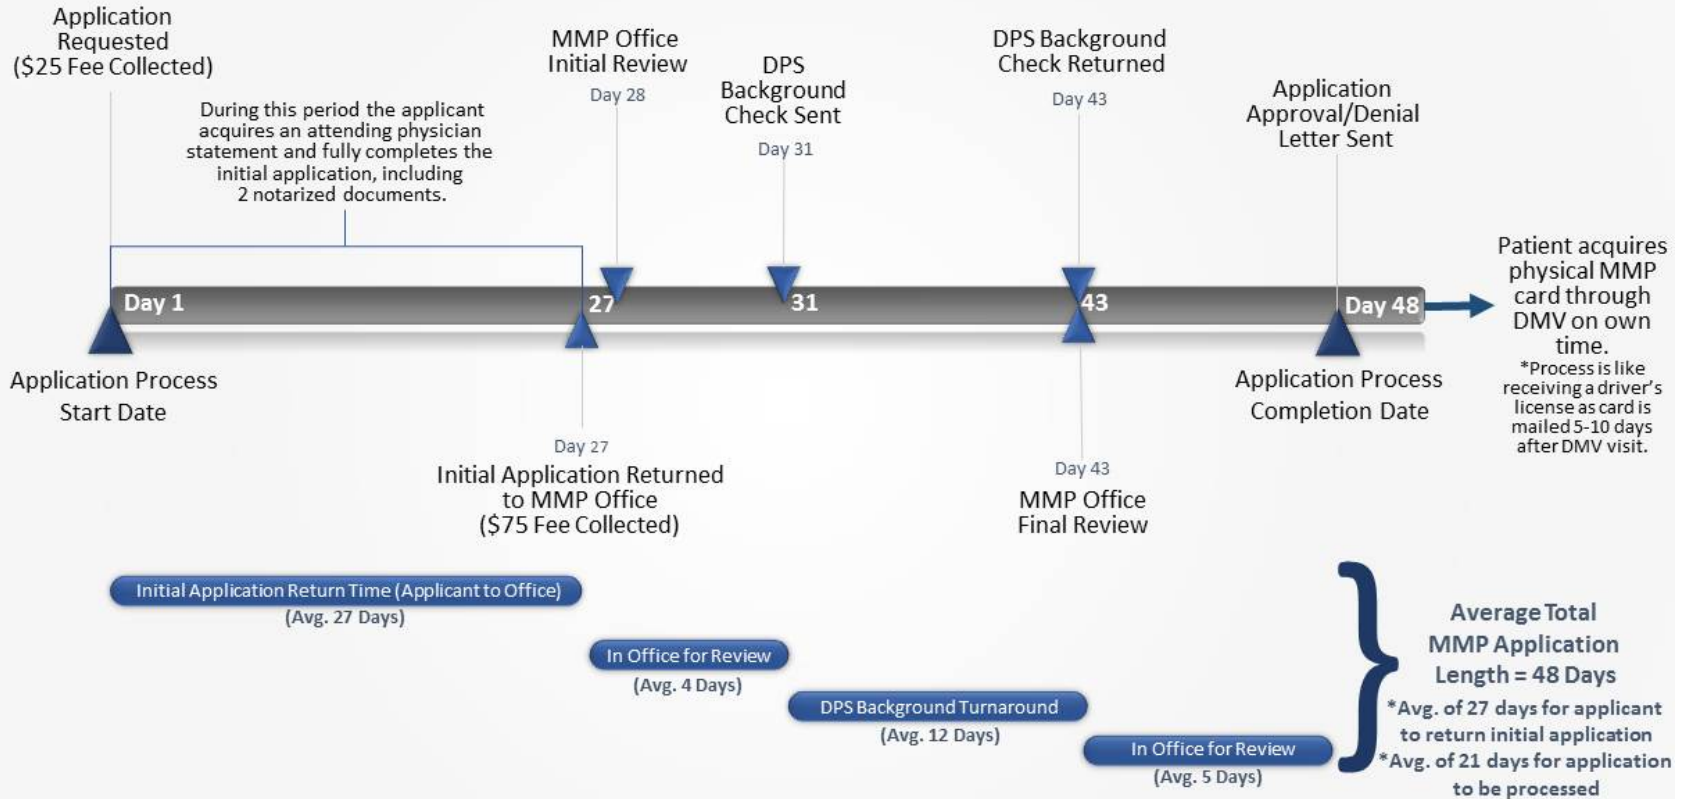 Application
Requested
($25 Fee Collected)
During this period the applicant
acquires an attending physician
statement and fully completes the
initial application, including
2 notarized documents.
MMP Office
Initial Review
Day 28
DPS
Background
Check Sent
Day 31
DPS Background
Check Returned
Day 43
Application
Approval/Denial
Letter Sent
Day 1
27
31
43
Day 48
Patient acquires
physical MMP
card through
DMV on own
time.
*Process is like
receiving a driver's
license as card is
mailed 5-10 days
after DMV visit.
Application Process
Start Date
Day 27
Initial Application Returned
to MMP Office
($75 Fee Collected)
Day 43
MMP Office
Final Review
Application Process
Completion Date
Initial Application Return Time (Applicant to Office)
(Avg. 27 Days)
In Office for Review
(Avg. 4 Days)
DPS Background Turnaround
(Avg. 12 Days)
In Office for Review
(Avg. 5 Days)
Average Total
MMP Application
Length = 48 Days
*Avg. of 27 days for applicant
to return initial application
*Avg. of 21 days for application
to be processed